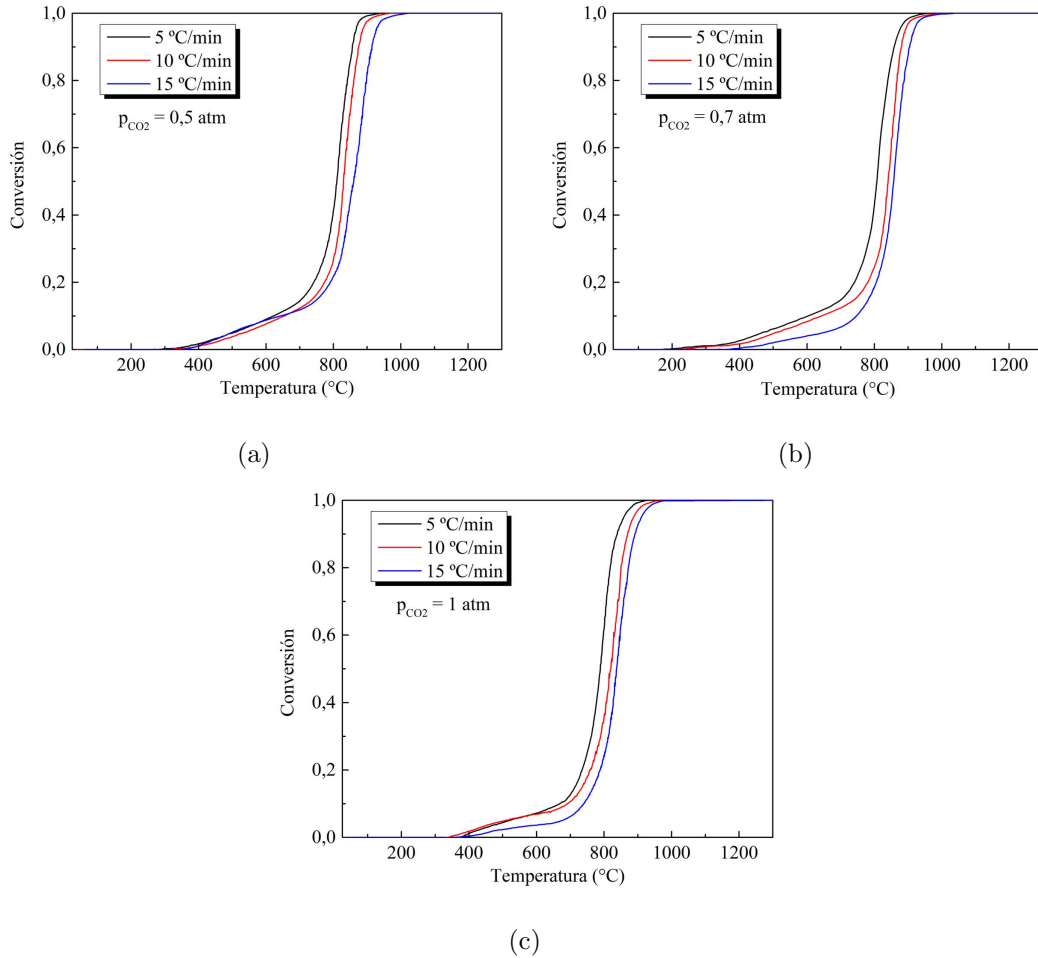 1,0
0,8
0,6
0,4
0,2
0,0
Conversión
5 ºC/min
10 ºC/min
15 ºC/min
p_CO2 = 0,5 atm
200 400 600 800 1000 1200
Temperatura (°C)
(a)
1,0
0,8
0,6
0,4
0,2
0,0
Conversión
5 ºC/min
10 ºC/min
15 ºC/min
p_CO2 = 0,7 atm
200 400 600 800 1000 1200
Temperatura (°C)
(b)
1,0
0,8
0,6
0,4
0,2
0,0
Conversión
5 ºC/min
10 ºC/min
15 ºC/min
p_CO2 = 1 atm
200 400 600 800 1000 1200
Temperatura (°C)
(c)